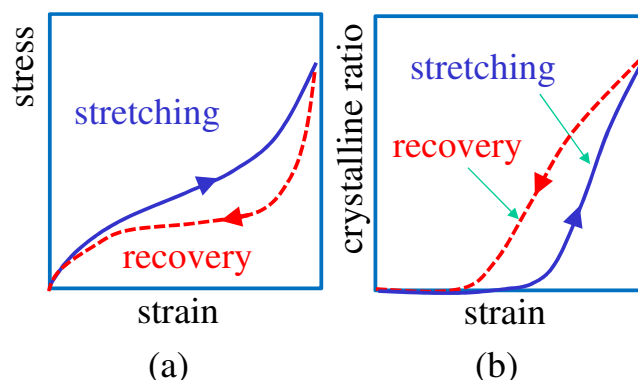 stress
stretching
recovery
strain
(a)
crystalline ratio
stretching
recovery
strain
(b)